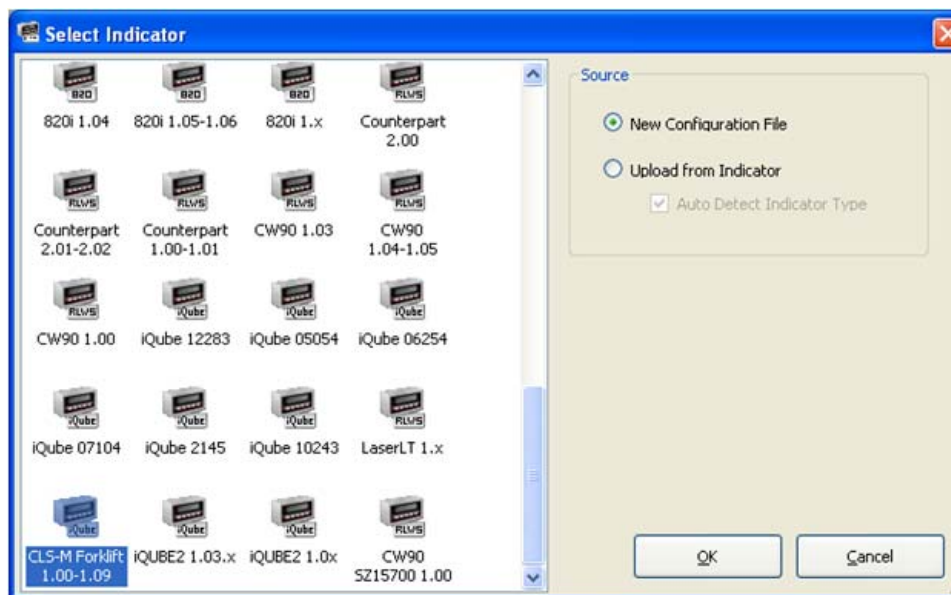 Select Indicator
820 820 820 RLWS
820i 1.04 820i 1.05-1.06 820i 1.x Counterpart
2.00
RLWS RLWS RLWS RLWS
Counterpart Counterpart CW90 1.03 CW90
2.01-2.02 1.00-1.01 1.04-1.05
RLWS iQube iQube iQube
CW90 1.00 iQube 12283 iQube 05054 iQube 06254
iQube iQube iQube RLWS
iQube 07104 iQube 2145 iQube 10243 LaserLT 1.x
iQube iQube iQube RLWS
CLS-M Forklift iQUBE2 1.03.x iQUBE2 1.0x CW90
1.00-1.09 SZ15700 1.00
Source
New Configuration File
Upload from Indicator
Auto Detect Indicator Type
OK
Cancel